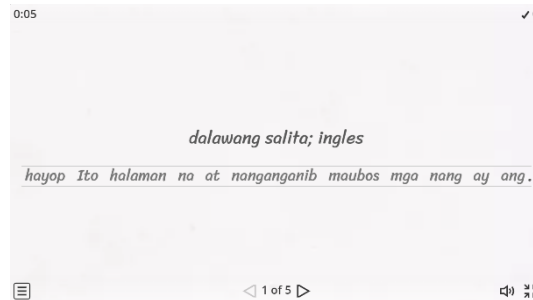 0:05
dalawang salita; ingles
hayop Ito halaman na at nanganganib maubos mga nang ay ang.
1 of 5